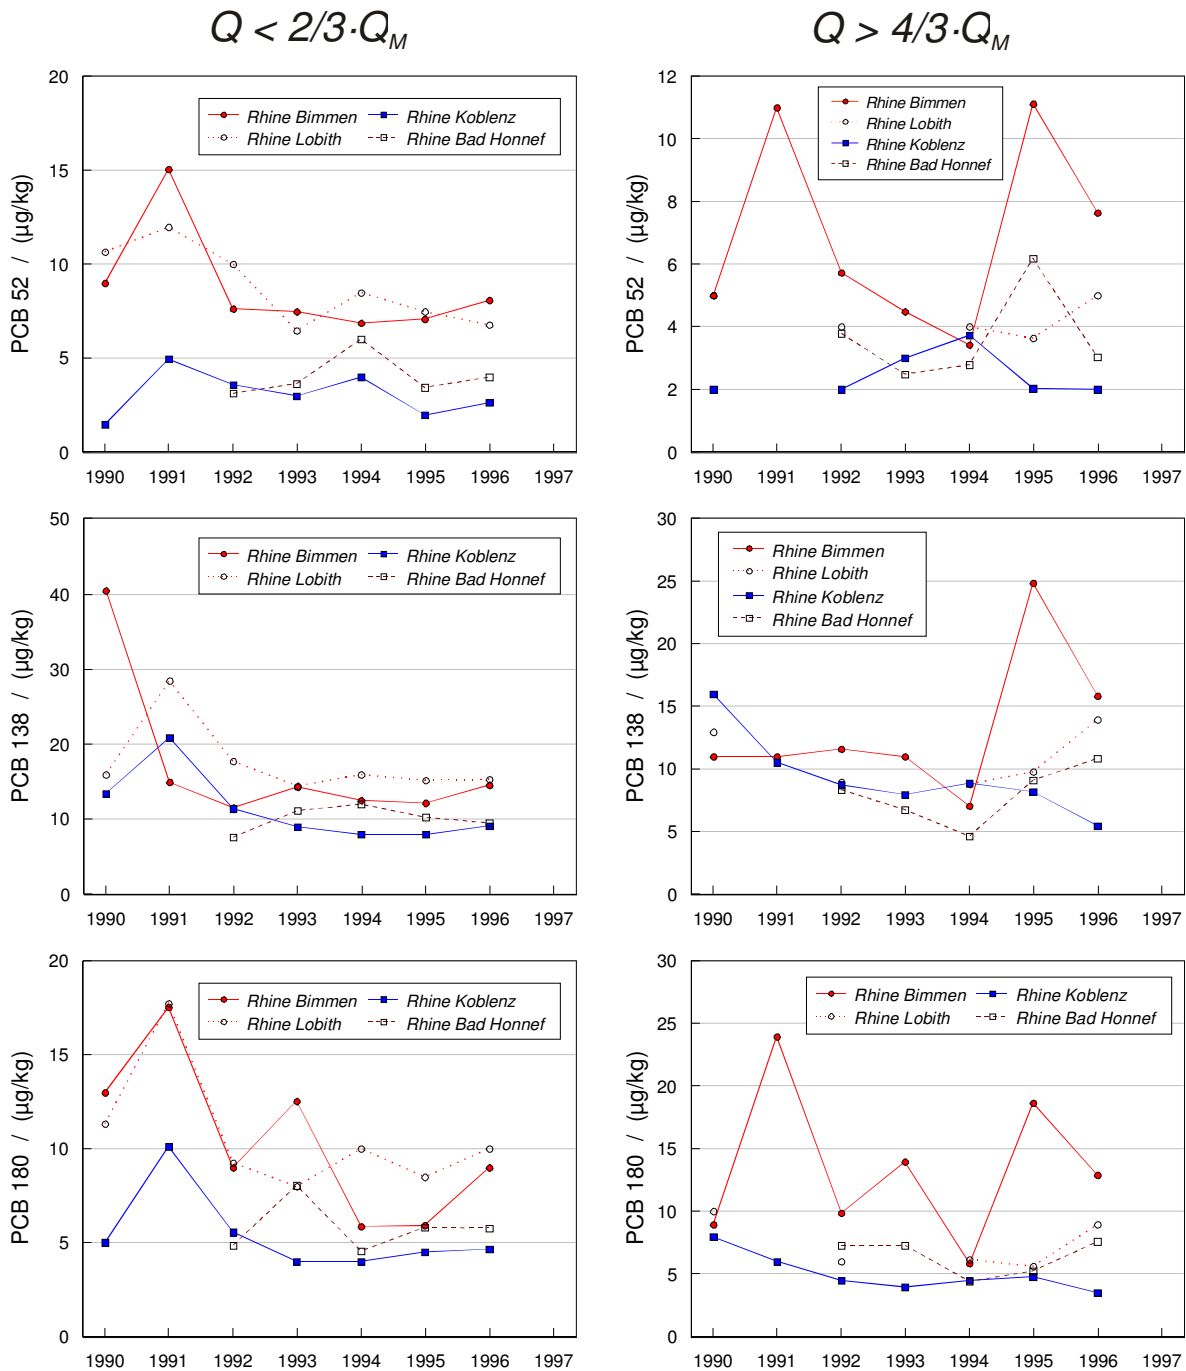 Q < 2/3·QM
Q > 4/3·QM
PCB 52 / (µg/kg)
20
15
10
5
0
Rhine Bimmen
Rhine Koblenz
Rhine Lobith
Rhine Bad Honnef
1990 1991 1992 1993 1994 1995 1996 1997
PCB 52 / (µg/kg)
12
10
8
6
4
2
0
Rhine Bimmen
Rhine Lobith
Rhine Koblenz
Rhine Bad Honnef
1990 1991 1992 1993 1994 1995 1996 1997
PCB 138 / (µg/kg)
50
40
30
20
10
0
Rhine Bimmen
Rhine Koblenz
Rhine Lobith
Rhine Bad Honnef
1990 1991 1992 1993 1994 1995 1996 1997
PCB 138 / (µg/kg)
30
25
20
15
10
5
0
Rhine Bimmen
Rhine Lobith
Rhine Koblenz
Rhine Bad Honnef
1990 1991 1992 1993 1994 1995 1996 1997
PCB 180 / (µg/kg)
20
15
10
5
0
Rhine Bimmen
Rhine Koblenz
Rhine Lobith
Rhine Bad Honnef
1990 1991 1992 1993 1994 1995 1996 1997
PCB 180 / (µg/kg)
30
25
20
15
10
5
0
Rhine Bimmen
Rhine Koblenz
Rhine Lobith
Rhine Bad Honnef
1990 1991 1992 1993 1994 1995 1996 1997